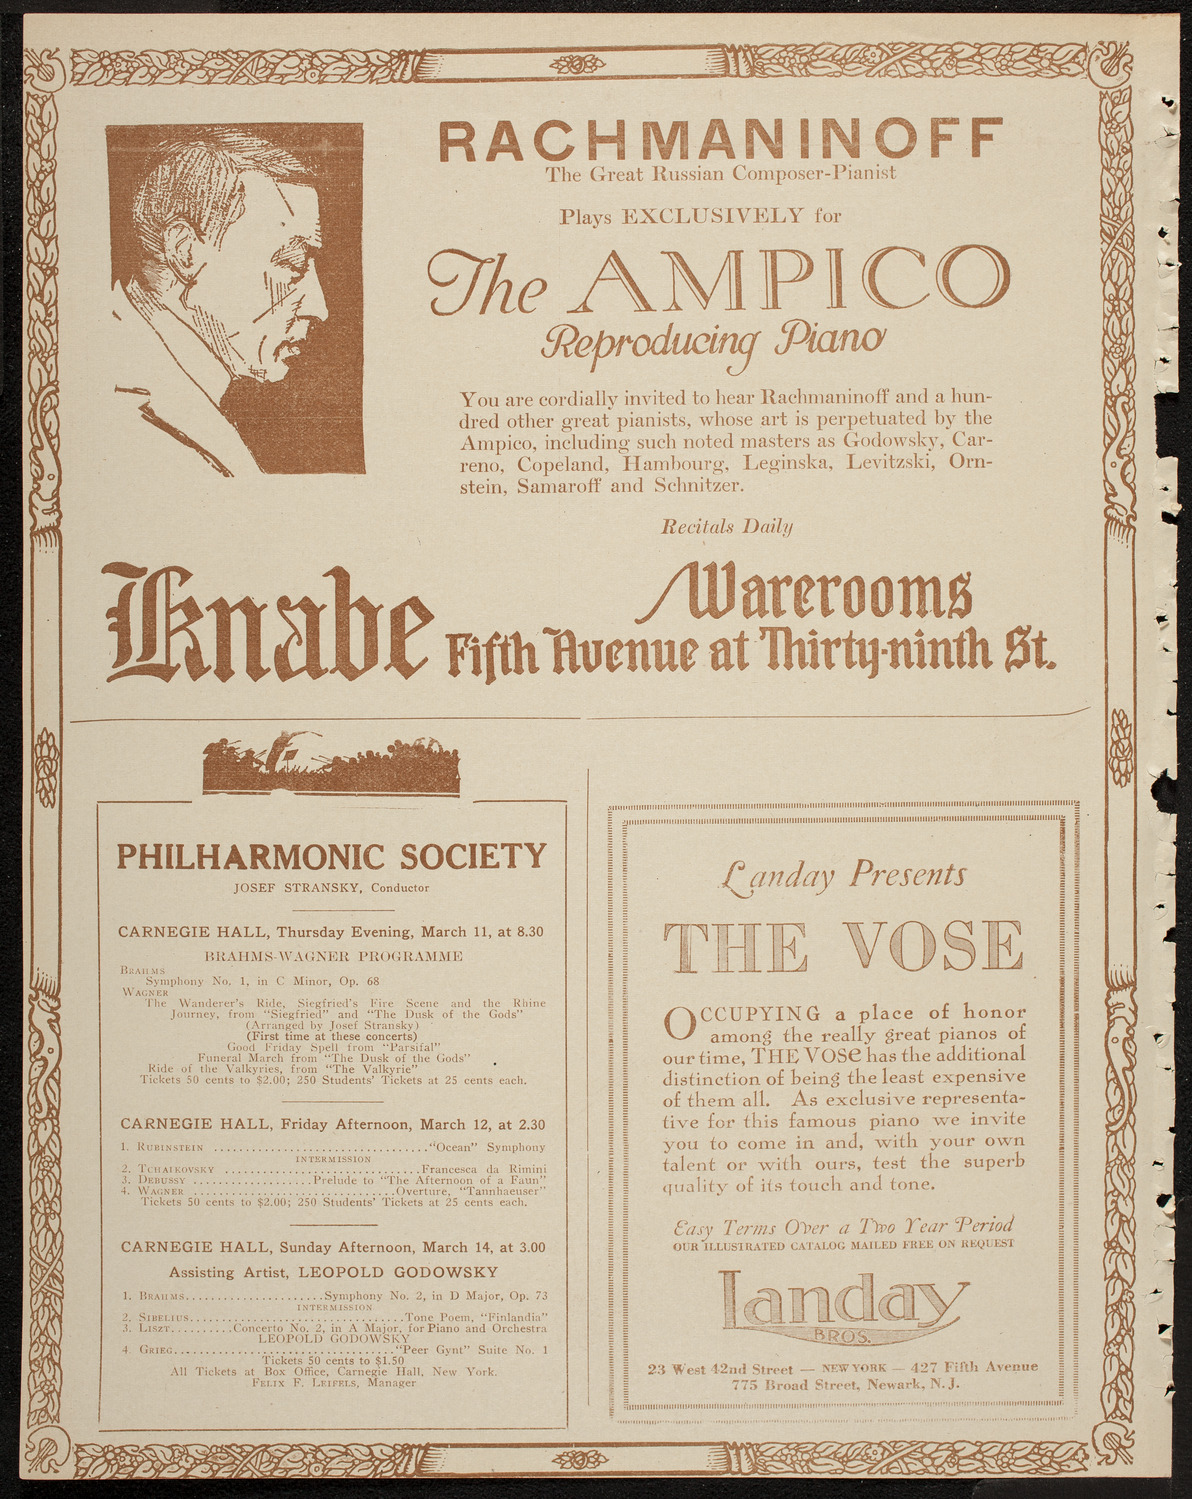 RACHMANINOFF
The Great Russian Composer-Pianist
Plays EXCLUSIVELY for
The AMPICO
Reproducing Piano
You are cordially invited to hear Rachmaninoff and a hun-
dred other great pianists, whose art is perpetuated by the
Ampico, including such noted masters as Godowsky, Car-
reno, Copeland, Hambourg, Leginska, Levitzski, Orn-
stein, Samaroff and Schnitzer.
Recitals Daily
Knabe Warerooms
Fifth Avenue at Thirty-ninth St.
PHILHARMONIC SOCIETY
JOSEF STRANSKY, Conductor
CARNEGIE HALL, Thursday Evening, March 11, at 8.30
BRAHMS-WAGNER PROGRAMME
BRAHMS
Symphony No. 1, in C Minor, Op. 68
WAGNER
The Wanderer's Ride, Siegfried's Fire Scene and the Rhine
Journey, from "Siegfried" and "The Dusk of the Gods"
(Arranged by Josef Stransky)
(First time at these concerts)
Good Friday Spell from "Parsifal"
Funeral March from "The Dusk of the Gods"
Ride of the Valkyries, from "The Valkyrie"
Tickets 50 cents to $2.00; 250 Students' Tickets at 25 cents each.
CARNEGIE HALL, Friday Afternoon, March 12, at 2.30
1. RUBINSTEIN ................................."Ocean" Symphony
INTERMISSION
2. TCHAIKOVSKY ..............................Francesca da Rimini
3. DEBUSSY ..................Prelude to "The Afternoon of a Faun"
4. WAGNER ..............................Overture, "Tannhaeuser"
Tickets 50 cents to $2.00; 250 Students' Tickets at 25 cents each.
CARNEGIE HALL, Sunday Afternoon, March 14, at 3.00
Assisting Artist, LEOPOLD GODOWSKY
1. BRAHMS.....................Symphony No. 2, in D Major, Op. 73
INTERMISSION
2. SIBELIUS................................Tone Poem, "Finlandia"
3. LISZT..........Concerto No. 2, in A Major, for Piano and Orchestra
LEOPOLD GODOWSKY
4. GRIEG.................................."Peer Gynt" Suite No. 1
Tickets 50 cents to $1.50
All Tickets at Box Office, Carnegie Hall, New York.
FELIX F. LEIFELS, Manager
Landay Presents
THE VOSE
OCCUPYING a place of honor
among the really great pianos of
our time, THE VOSE has the additional
distinction of being the least expensive
of them all. As exclusive representa-
tive for this famous piano we invite
you to come in and, with your own
talent or with ours, test the superb
quality of its touch and tone.
Easy Terms Over a Two Year Period
OUR ILLUSTRATED CATALOG MAILED FREE ON REQUEST
Landay
BROS.
23 West 42nd Street — NEW YORK — 427 Fifth Avenue
775 Broad Street, Newark, N.J.